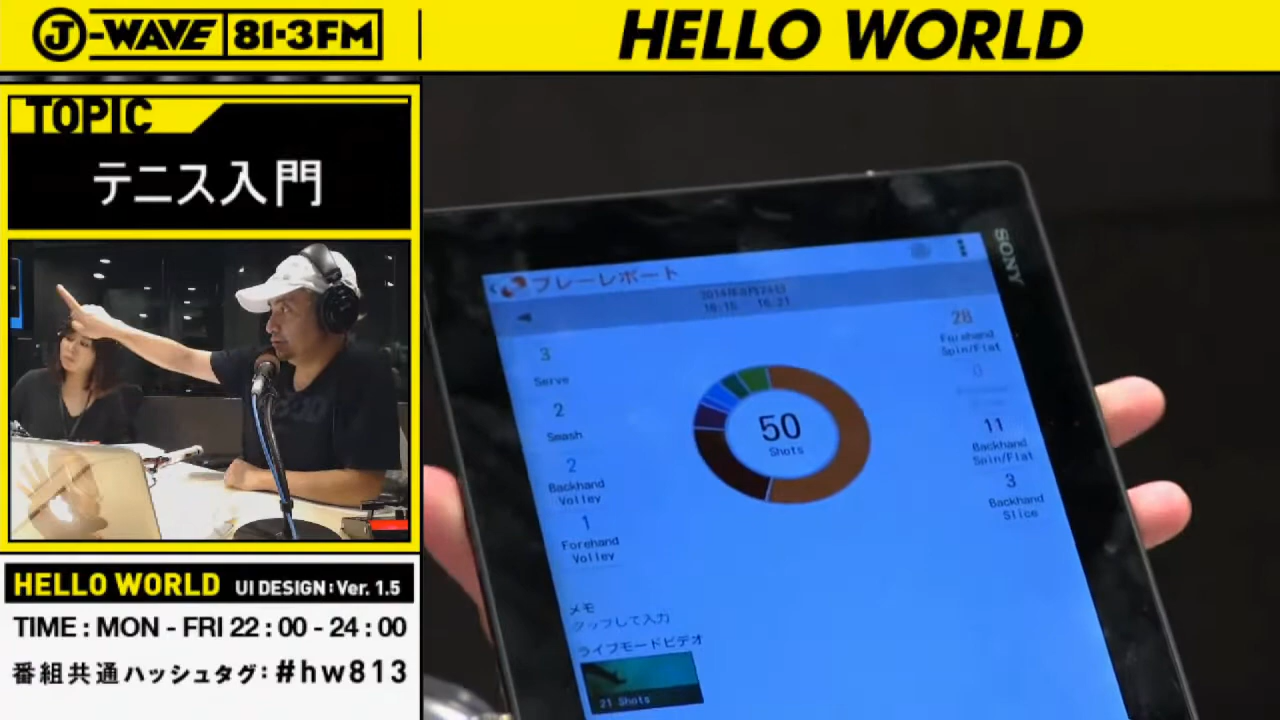 J-WAVE 81.3FM
HELLO WORLD
TOPIC
テニス入門
HELLO WORLD UI DESIGN:Ver. 1.5
TIME : MON - FRI 22 : 00 - 24 : 00
番組共通ハッシュタグ: #hw813
SONY
プレーレポート
50
Shots
3
Serve
2
Smash
2
Backhand
Volley
1
Forehand
Volley
28
Forehand
Spin/Flat
0
11
Backhand
Spin/Flat
3
Backhand
Slice
メモ
タップして入力
ライブモードビデオ
21 Shots